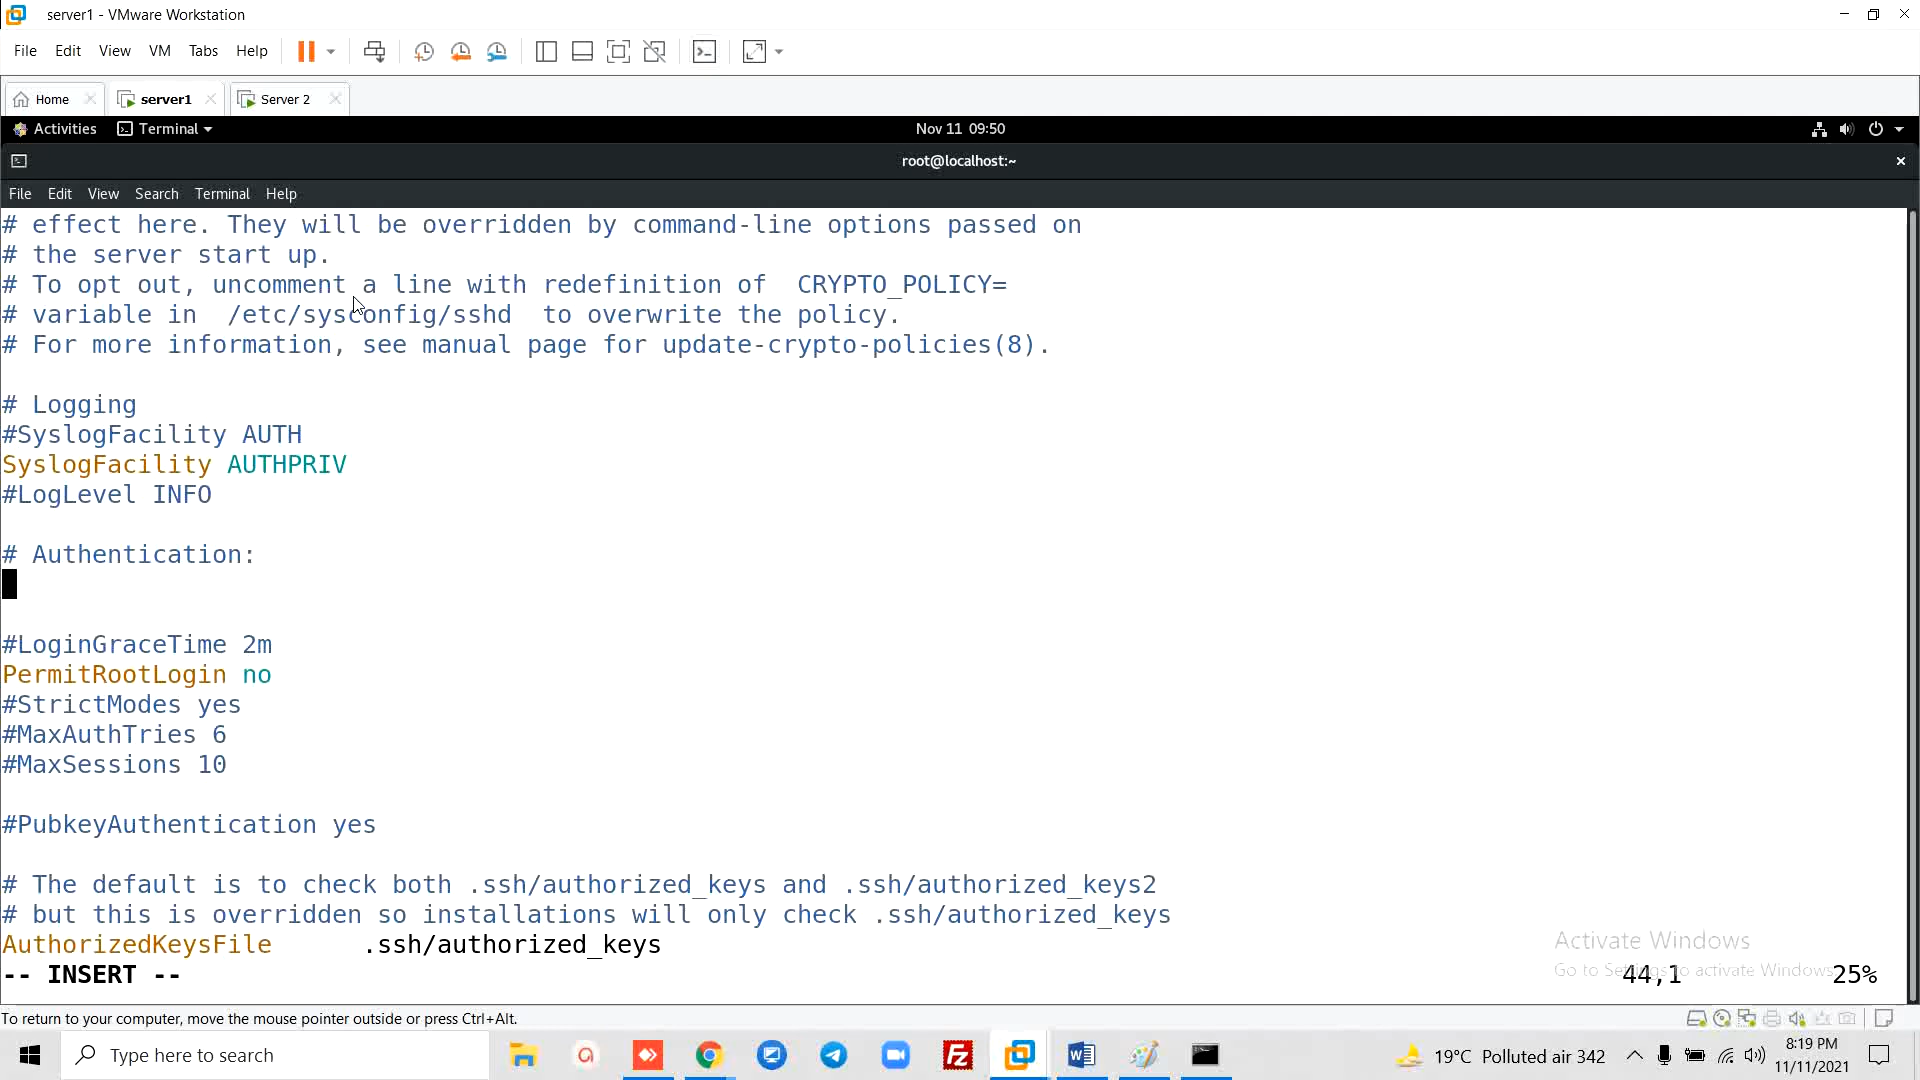 server1 - VMware Workstation
File Edit View VM Tabs Help
Home server1 Server 2
Activities Terminal Nov 11 09:50
root@localhost:~
File Edit View Search Terminal Help
# effect here. They will be overridden by command-line options passed on
# the server start up.
# To opt out, uncomment a line with redefinition of  CRYPTO_POLICY=
# variable in  /etc/sysconfig/sshd  to overwrite the policy.
# For more information, see manual page for update-crypto-policies(8).
# Logging
#SyslogFacility AUTH
SyslogFacility AUTHPRIV
#LogLevel INFO
# Authentication:
#LoginGraceTime 2m
PermitRootLogin no
#StrictModes yes
#MaxAuthTries 6
#MaxSessions 10
#PubkeyAuthentication yes
# The default is to check both .ssh/authorized_keys and .ssh/authorized_keys2
# but this is overridden so installations will only check .ssh/authorized_keys
AuthorizedKeysFile      .ssh/authorized_keys
Activate Windows
Go to Settings to activate Windows.
-- INSERT -- 44,1 25%
To return to your computer, move the mouse pointer outside or press Ctrl+Alt.
Type here to search
19°C Polluted air 342
8:19 PM
11/11/2021